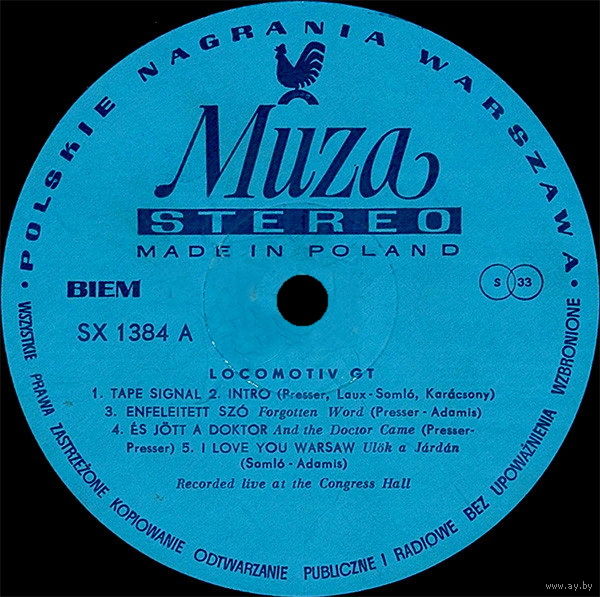 POLSKIE NAGRANIA WARSZAWA
Muza
STEREO
MADE IN POLAND
BIEM
S 33
SX 1384 A
LOCOMOTIV GT
1. TAPE SIGNAL 2. INTRO (Presser, Laux-Somló, Karácsony)
3. ENFELEITETT SZÓ Forgotten Word (Presser-Adamis)
4. ÉS JÖTT A DOKTOR And the Doctor Came (Presser-
Presser) 5. I LOVE YOU WARSAW Ulök a Járdán
(Somló-Adamis)
Recorded live at the Congress Hall
WSZYSTKIE PRAWA ZASTRZEŻONE KOPIOWANIE ODTWARZANIE PUBLICZNE I RADIOWE BEZ UPOWAŻNIENIA WZBRONIONE
www.ay.by